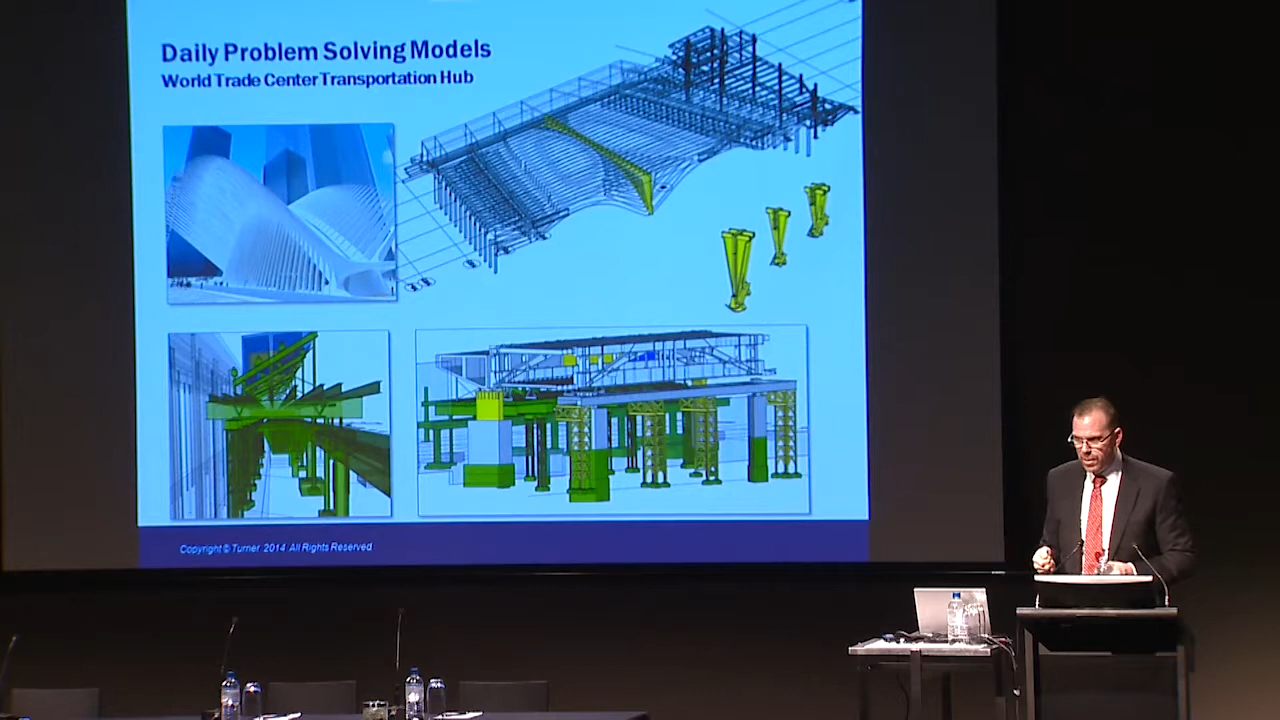 Daily Problem Solving Models
World Trade Center Transportation Hub
Copyright © Turner 2014 All Rights Reserved